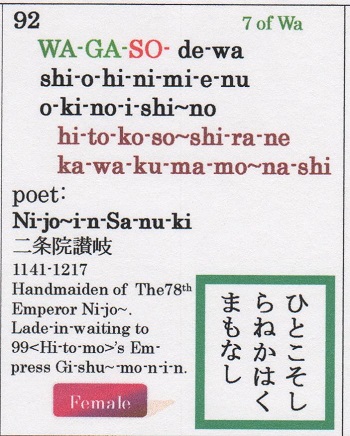 92
7 of Wa
WA-GA-SO- de-wa
shi-o-hi-ni-mi-e-nu
o-ki-no-i-shi~no
hi-to-ko-so~shi-ra-ne
ka-wa-ku-ma-mo~na-shi
poet:
Ni-jo~i-n-Sa-nu-ki
二条院讃岐
1141-1217
Handmaiden of The78th
Emperor Ni-jo~.
Lade-in-waiting to
99<Hi-to-mo>'s Em-
press Gi-shu~-mo-n-i-n.
Female
ひとこそし
らねかはく
まもなし